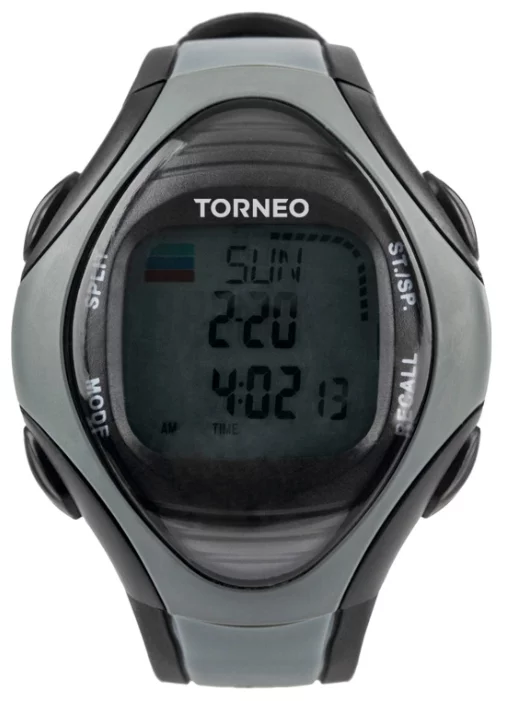 TORNEO
SPLIT
ST./SP.
SUN
2-20
4:02 13
MODE
RECALL
AM TIME